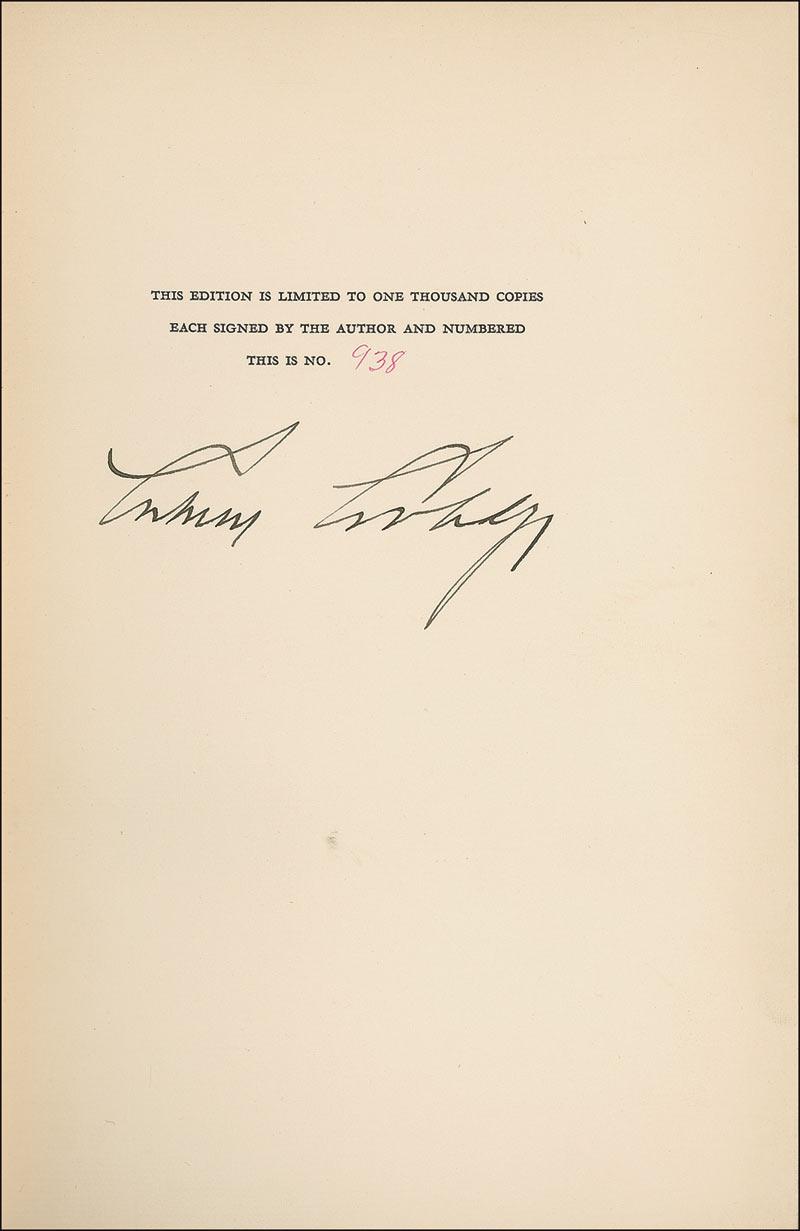 THIS EDITION IS LIMITED TO ONE THOUSAND COPIES
EACH SIGNED BY THE AUTHOR AND NUMBERED
THIS IS NO. 938